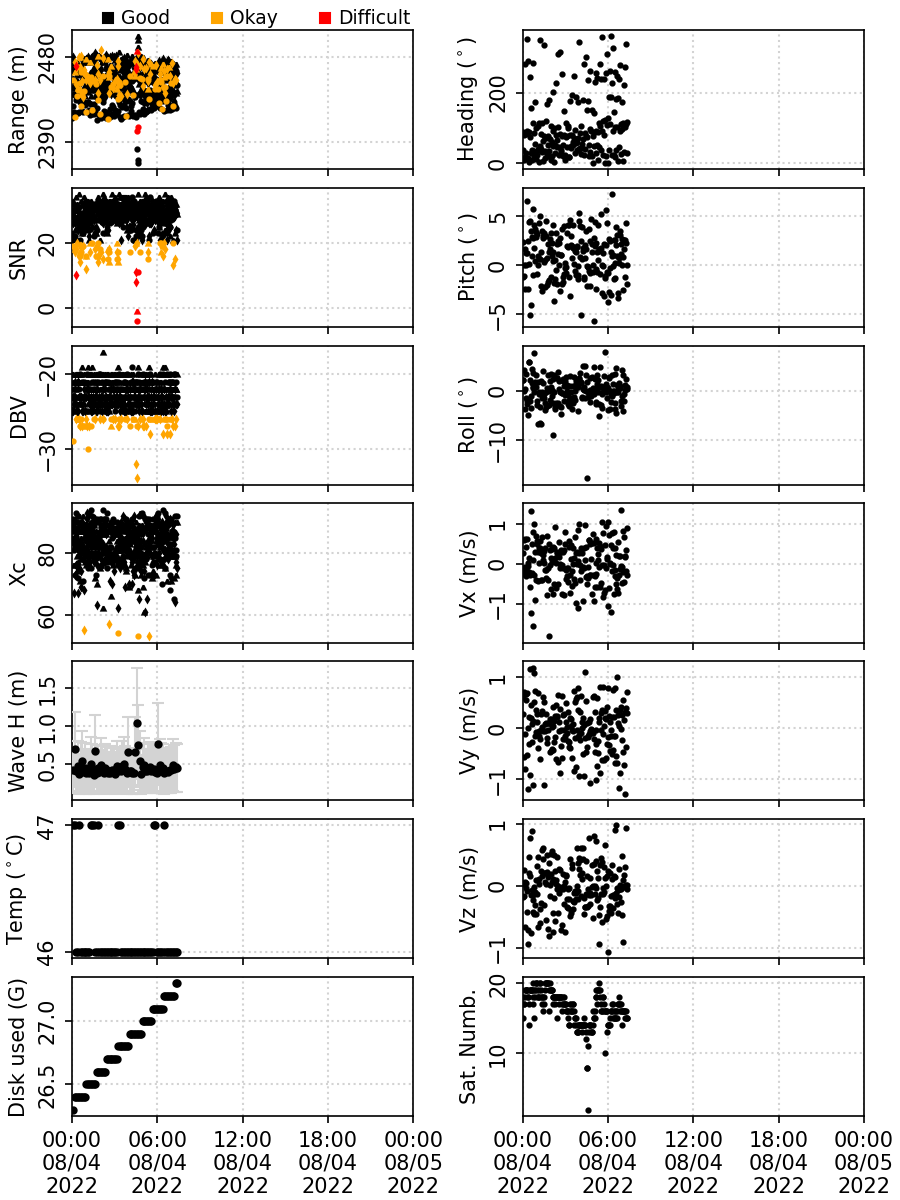 Good Okay Difficult
Range (m)
2480
2390
Heading (°)
200
0
SNR
20
0
Pitch (°)
5
0
−5
DBV
−20
−30
Roll (°)
0
−10
Xc
80
60
Vx (m/s)
1
0
−1
Wave H (m)
1.5
1.0
0.5
Vy (m/s)
1
0
−1
Temp (°C)
47
46
Vz (m/s)
1
0
−1
Disk used (G)
27.0
26.5
Sat. Numb.
20
10
00:00 06:00 12:00 18:00 00:00 00:00 06:00 12:00 18:00 00:00
08/04 08/04 08/04 08/04 08/05 08/04 08/04 08/04 08/04 08/05
2022 2022 2022 2022 2022 2022 2022 2022 2022 2022